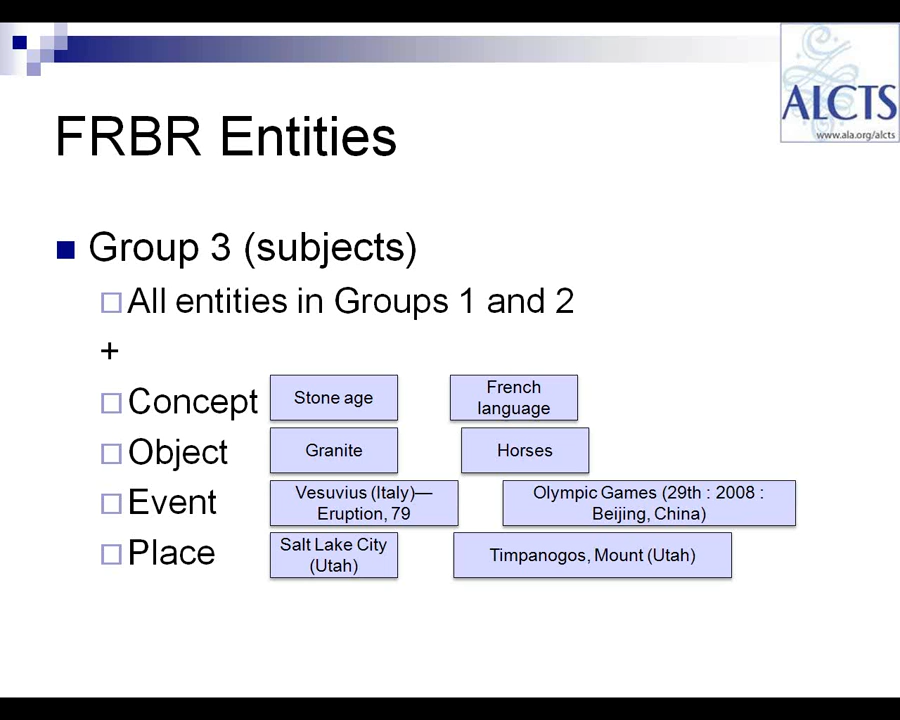 ALCTS
www.ala.org/alcts
FRBR Entities
Group 3 (subjects)
All entities in Groups 1 and 2
+
Concept
Stone age
French
language
Object
Granite
Horses
Event
Vesuvius (Italy)—
Eruption, 79
Olympic Games (29th : 2008 :
Beijing, China)
Place
Salt Lake City
(Utah)
Timpanogos, Mount (Utah)